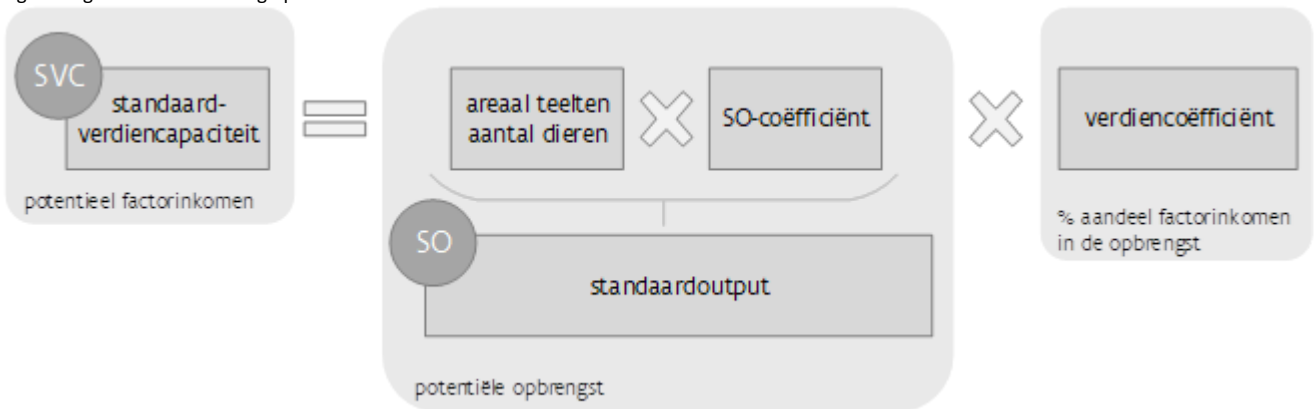 SVC
standaard-
verdiencapaciteit
potentieel factorinkomen
areaal teelten
aantal dieren
SO-coëfficiënt
SO
standaardoutput
potentiële opbrengst
verdiencoëfficiënt
% aandeel factorinkomen
in de opbrengst